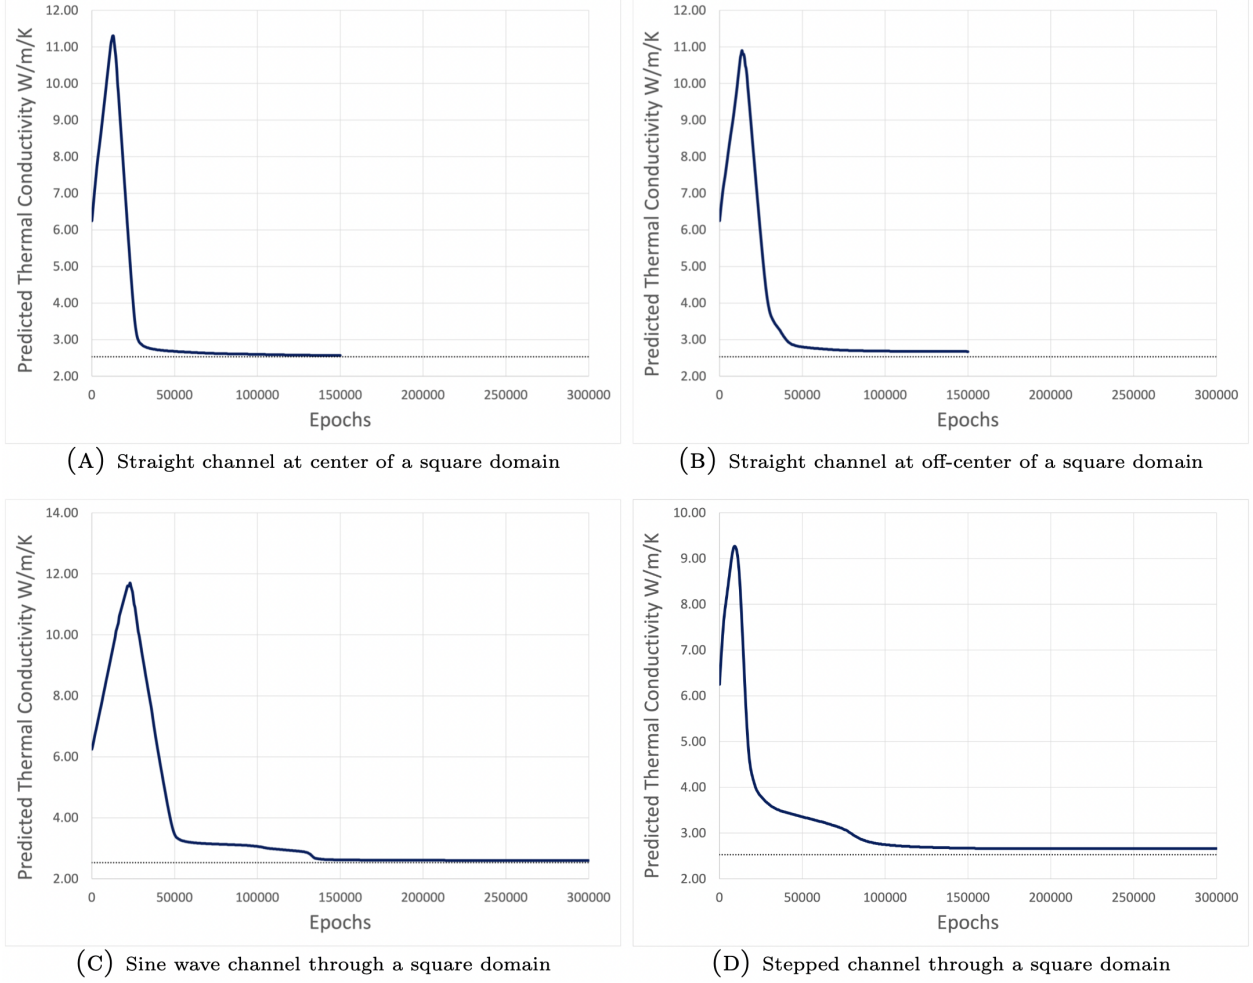 Predicted Thermal Conductivity W/m/K
12.00
11.00
10.00
9.00
8.00
7.00
6.00
5.00
4.00
3.00
2.00
0 50000 100000 150000 200000 250000 300000
Epochs
(A) Straight channel at center of a square domain
Predicted Thermal Conductivity W/m/K
12.00
11.00
10.00
9.00
8.00
7.00
6.00
5.00
4.00
3.00
2.00
0 50000 100000 150000 200000 250000 300000
Epochs
(B) Straight channel at off-center of a square domain
Predicted Thermal Conductivity W/m/K
14.00
12.00
10.00
8.00
6.00
4.00
2.00
0 50000 100000 150000 200000 250000 300000
Epochs
(C) Sine wave channel through a square domain
Predicted Thermal Conductivity W/m/K
10.00
9.00
8.00
7.00
6.00
5.00
4.00
3.00
2.00
0 50000 100000 150000 200000 250000 300000
Epochs
(D) Stepped channel through a square domain